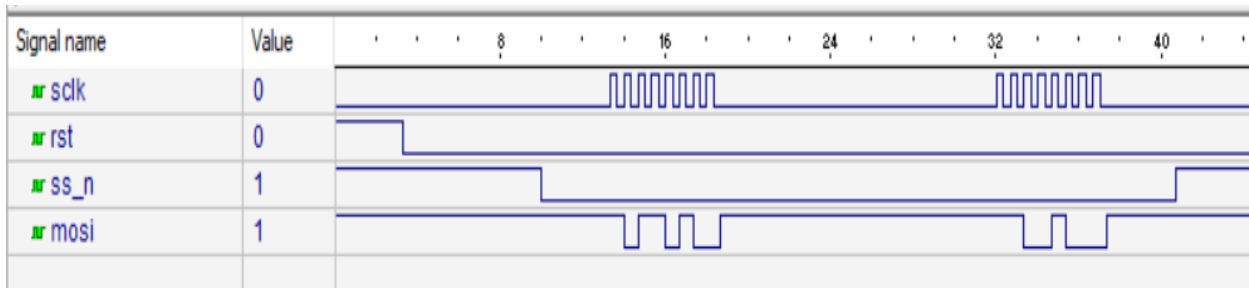 Signal name Value 8 16 24 32 40
sclk 0
rst 0
ss_n 1
mosi 1